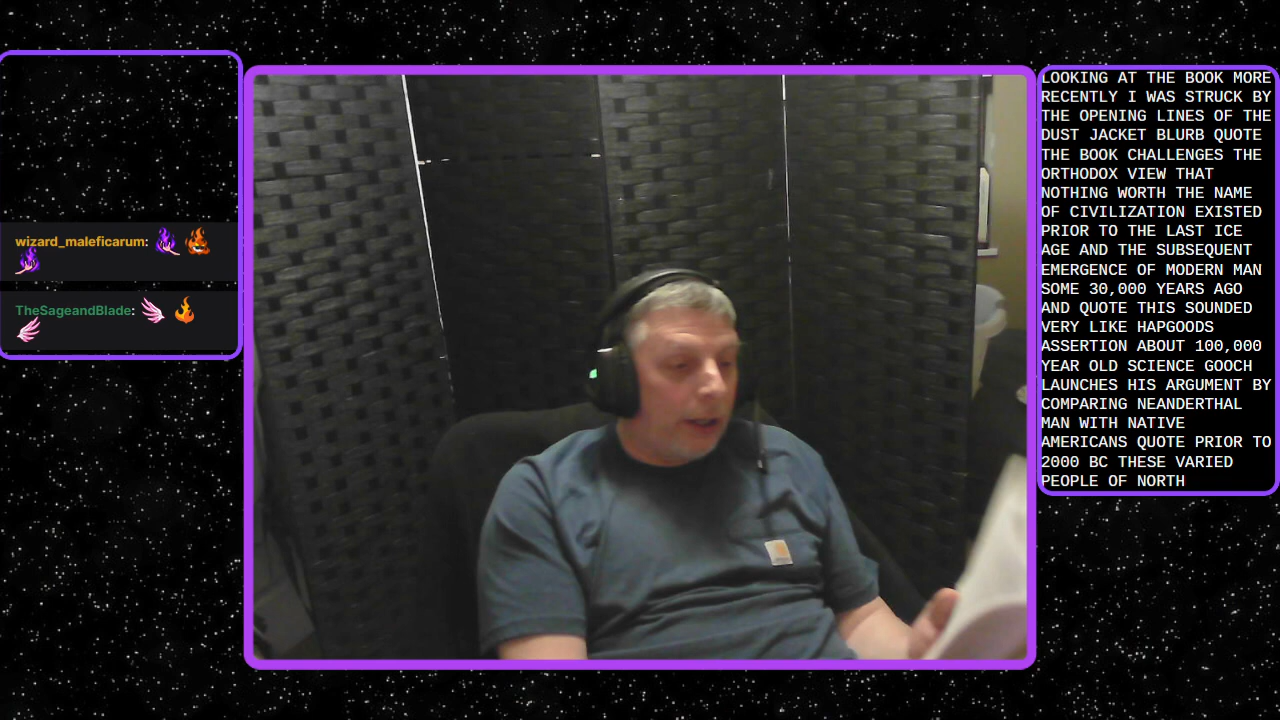 wizard_maleficarum:
TheSageandBlade:
LOOKING AT THE BOOK MORE
RECENTLY I WAS STRUCK BY
THE OPENING LINES OF THE
DUST JACKET BLURB QUOTE
THE BOOK CHALLENGES THE
ORTHODOX VIEW THAT
NOTHING WORTH THE NAME
OF CIVILIZATION EXISTED
PRIOR TO THE LAST ICE
AGE AND THE SUBSEQUENT
EMERGENCE OF MODERN MAN
SOME 30,000 YEARS AGO
AND QUOTE THIS SOUNDED
VERY LIKE HAPGOODS
ASSERTION ABOUT 100,000
YEAR OLD SCIENCE GOOCH
LAUNCHES HIS ARGUMENT BY
COMPARING NEANDERTHAL
MAN WITH NATIVE
AMERICANS QUOTE PRIOR TO
2000 BC THESE VARIED
PEOPLE OF NORTH